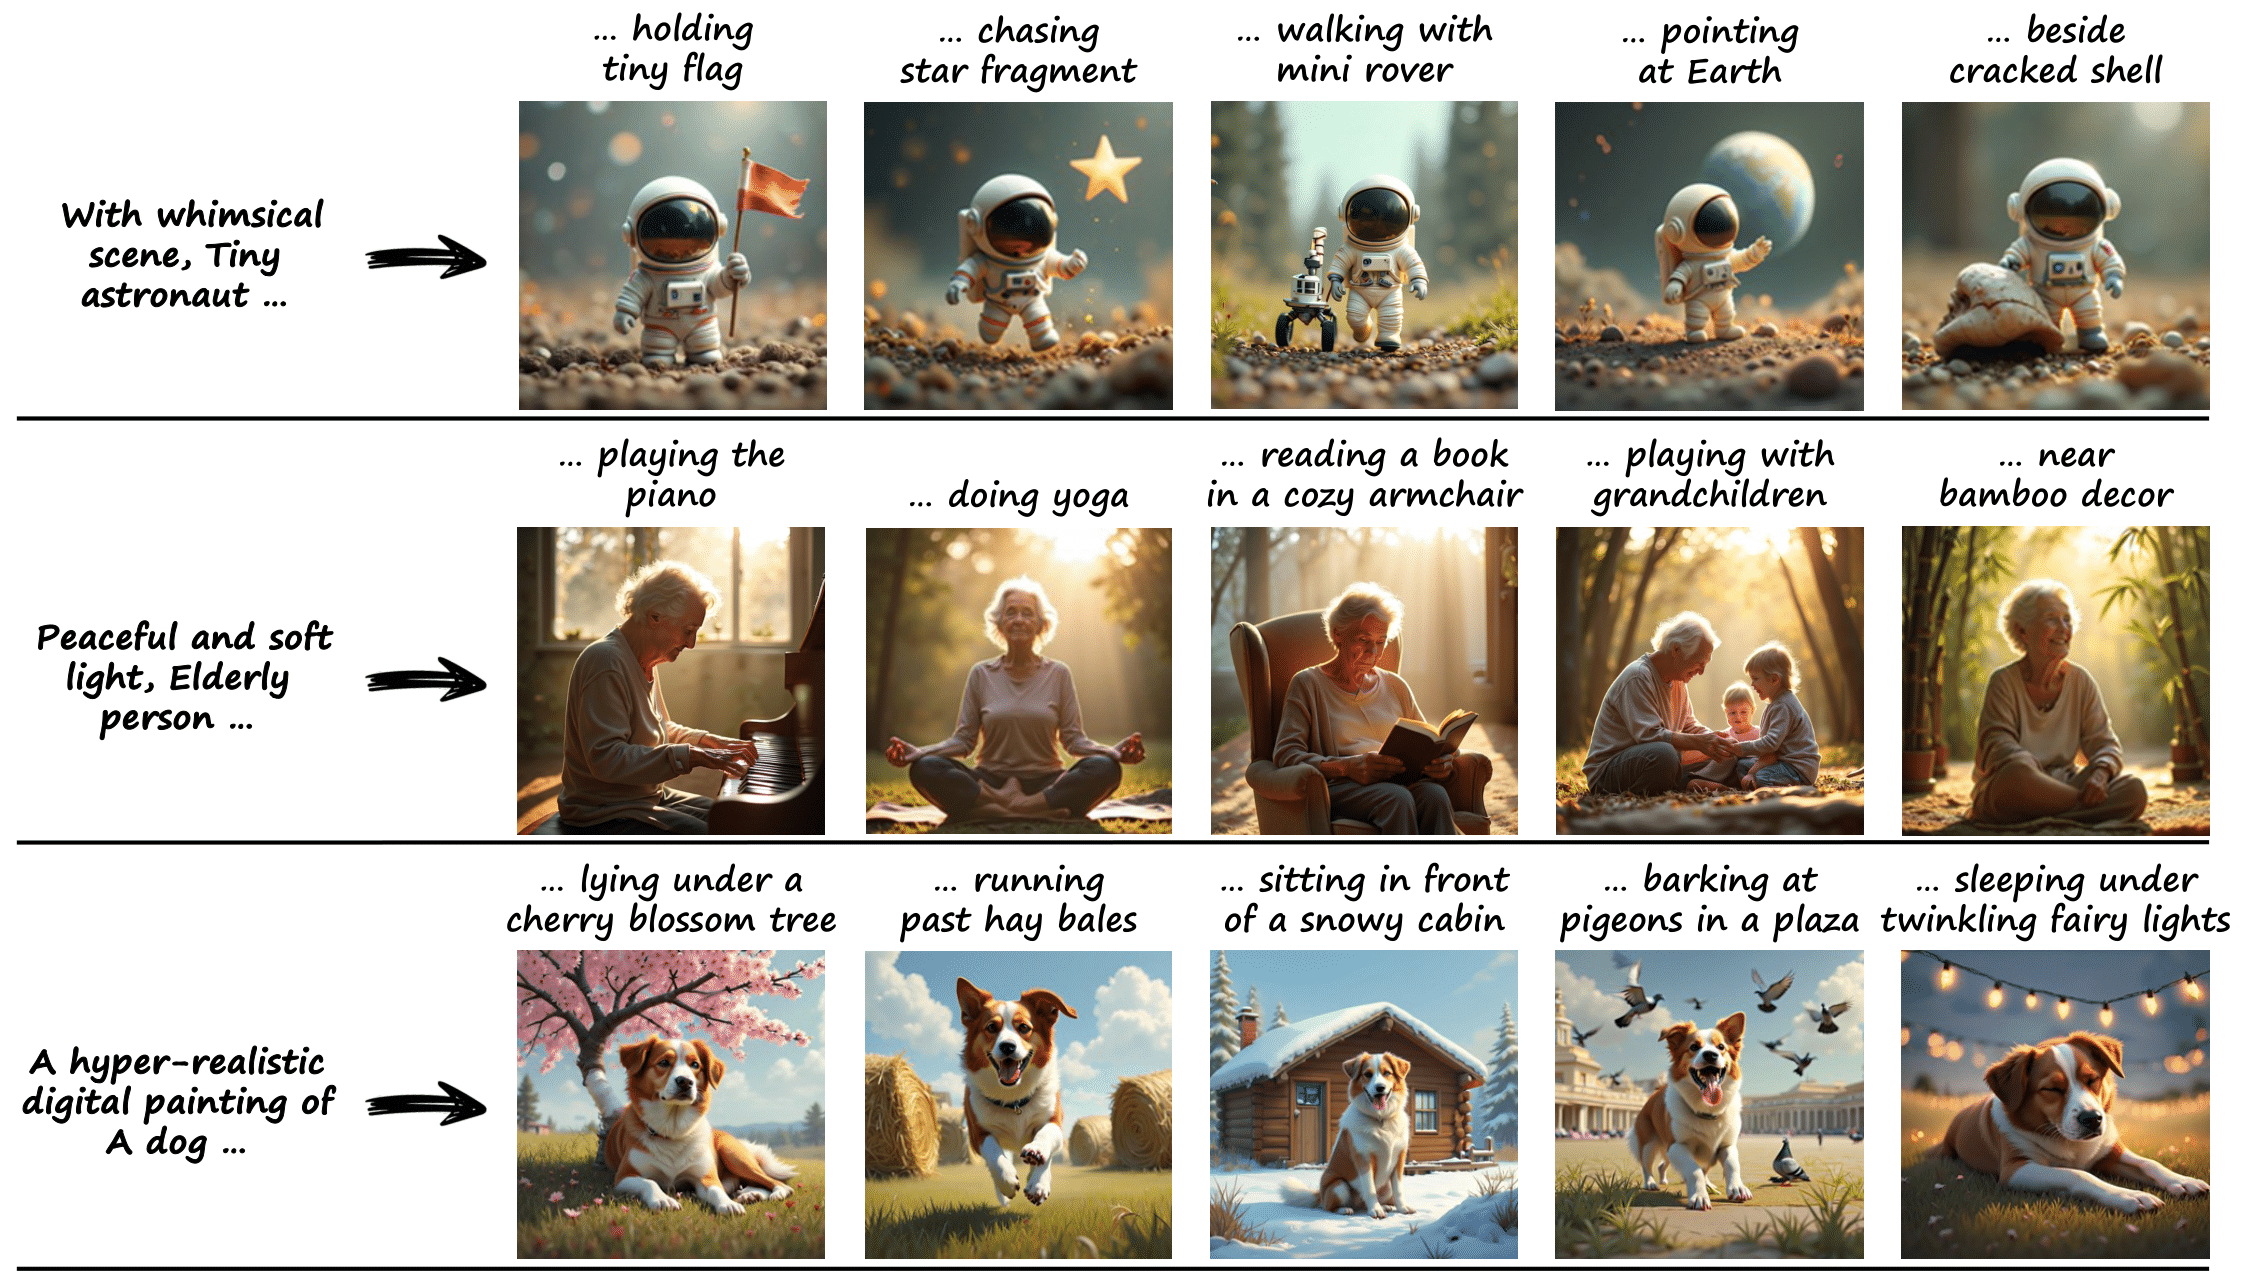 ... holding
tiny flag
... chasing
star fragment
... walking with
mini rover
... pointing
at Earth
... beside
cracked shell
With whimsical
scene, Tiny
astronaut ...
... playing the
piano
... doing yoga
... reading a book
in a cozy armchair
... playing with
grandchildren
... near
bamboo decor
Peaceful and soft
light, Elderly
person ...
... lying under a
cherry blossom tree
... running
past hay bales
... sitting in front
of a snowy cabin
... barking at
pigeons in a plaza
... sleeping under
twinkling fairy lights
A hyper-realistic
digital painting of
A dog ...